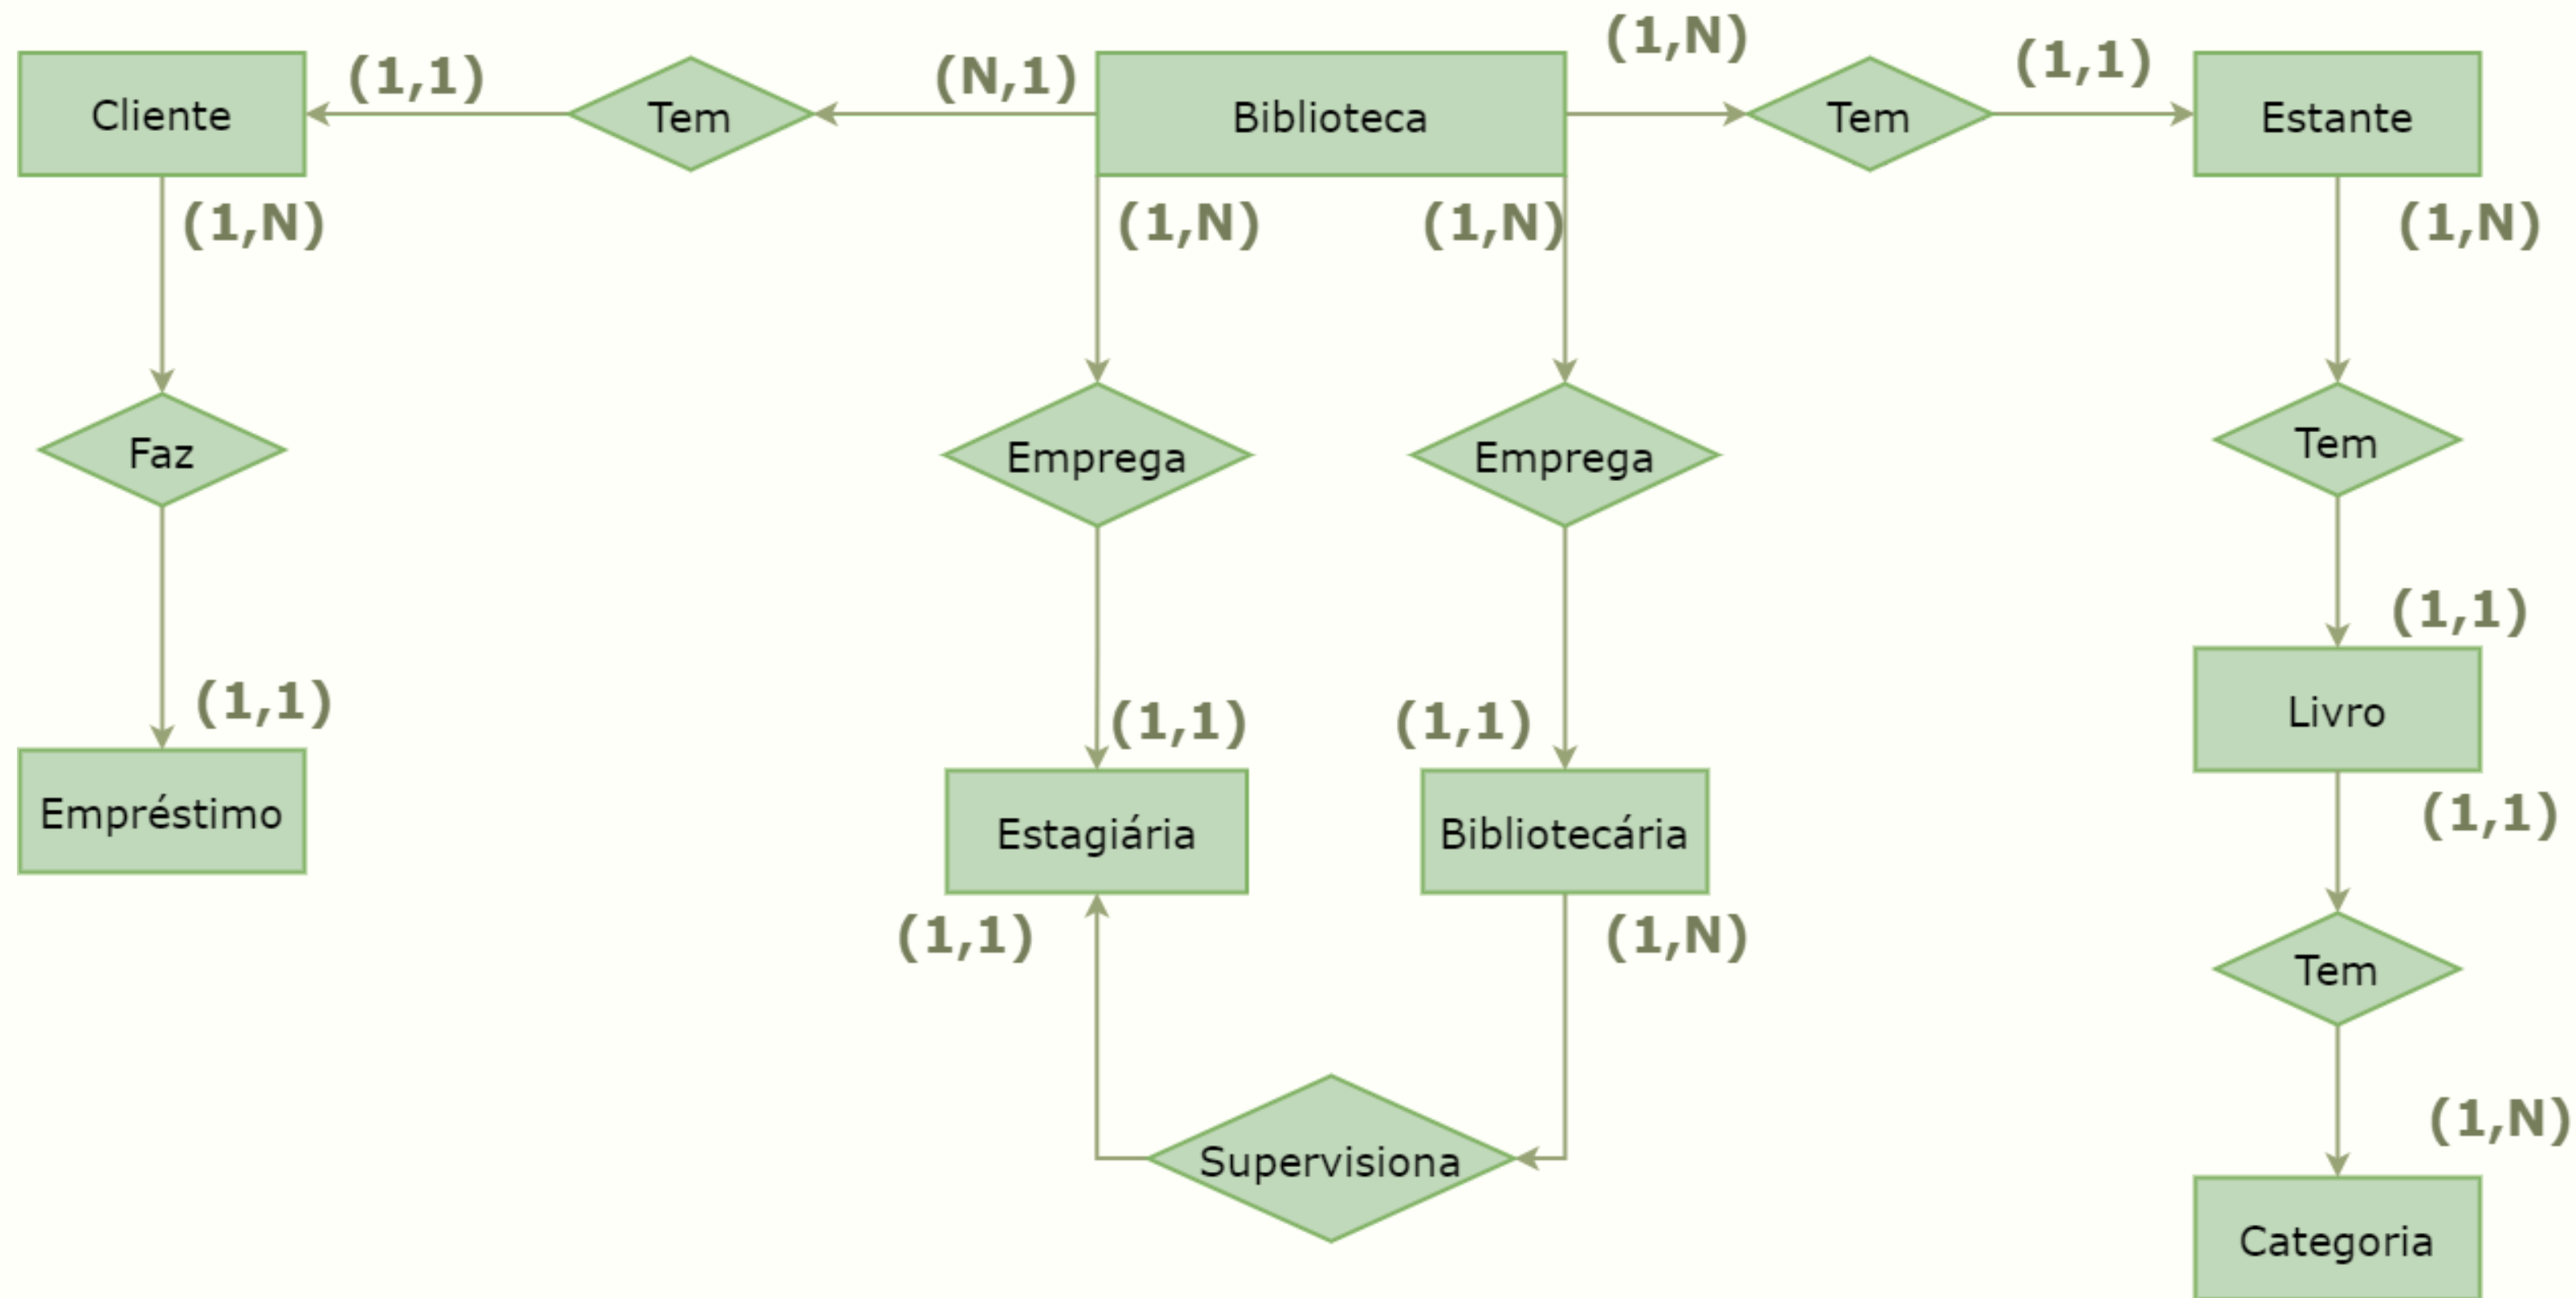 (1,N)
Cliente
(1,1)
Tem
(N,1)
Biblioteca
Tem
(1,1)
Estante
(1,N)
(1,N)
(1,N)
(1,N)
Faz
Emprega
Emprega
Tem
(1,1)
(1,1)
(1,1)
(1,1)
Livro
Empréstimo
Estagiária
Bibliotecária
(1,1)
(1,1)
(1,N)
Tem
Supervisiona
(1,N)
Categoria